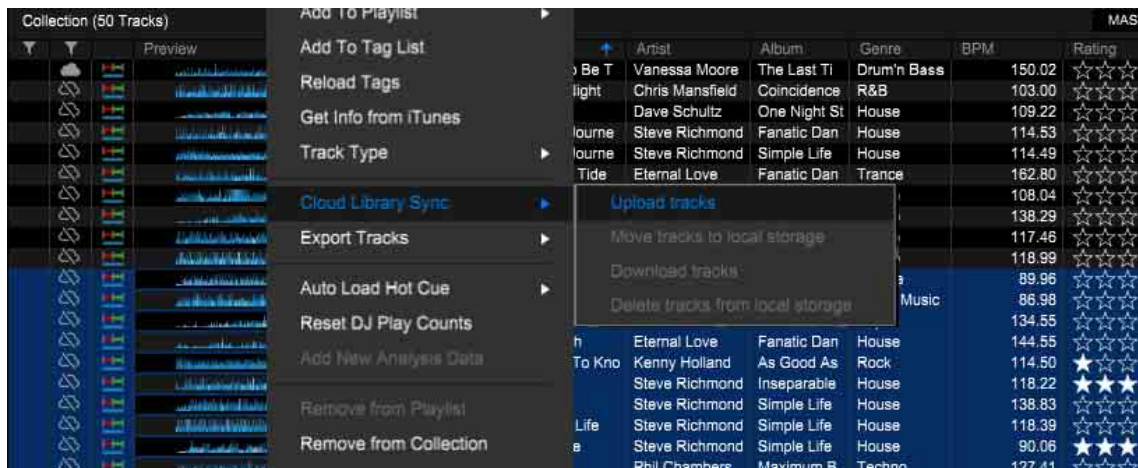 Collection (50 Tracks)
MAS
Preview
Artist
Album
Genre
BPM
Rating
Add To Playlist
Add To Tag List
Reload Tags
Get Info from iTunes
Track Type
Cloud Library Sync
Export Tracks
Auto Load Hot Cue
Reset DJ Play Counts
Add New Analysis Data
Remove from Playlist
Remove from Collection
Upload tracks
Move tracks to local storage
Download tracks
Delete tracks from local storage
Be T Vanessa Moore The Last Ti Drum'n Bass 150.02
light Chris Mansfield Coincidence R&B 103.00
Dave Schultz One Night St House 109.22
Journe Steve Richmond Fanatic Dan House 114.53
Journe Steve Richmond Simple Life House 114.49
Tide Eternal Love Fanatic Dan Trance 162.80
108.04
138.29
117.46
118.99
89.96
Music 86.98
134.55
h Eternal Love Fanatic Dan House 144.55
To Kno Kenny Holland As Good As Rock 114.50
Steve Richmond Inseparable House 118.22
Steve Richmond Simple Life House 138.83
Life Steve Richmond Simple Life House 118.39
e Steve Richmond Simple Life House 90.06
Phil Chambers Maximum B Techno 127.41